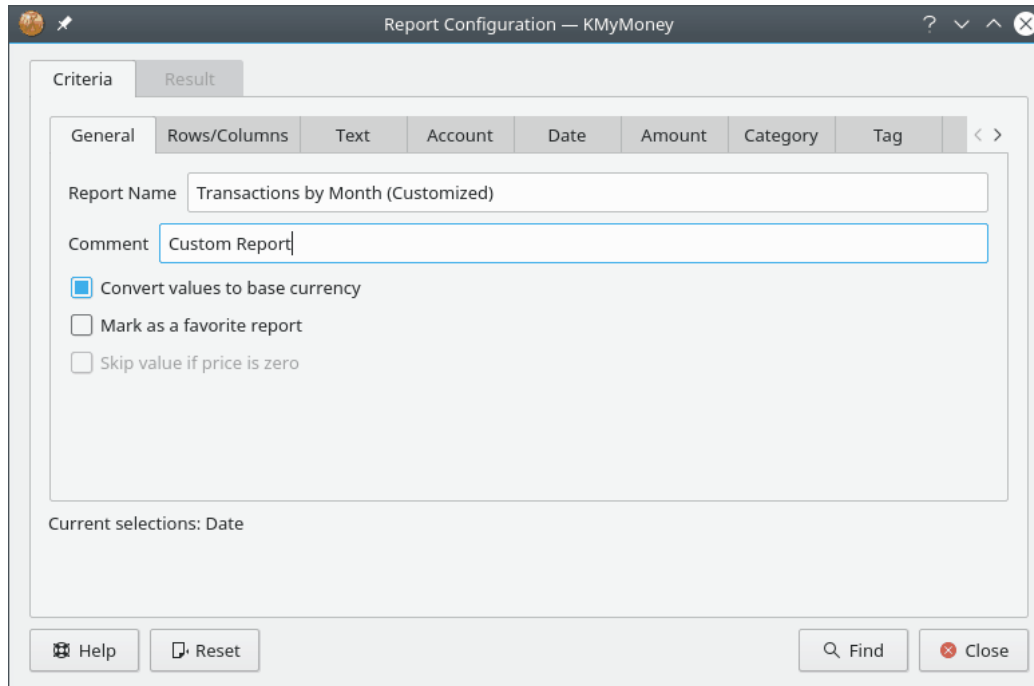 Report Configuration — KMyMoney
Criteria Result
General Rows/Columns Text Account Date Amount Category Tag
Report Name Transactions by Month (Customized)
Comment Custom Report
Convert values to base currency
Mark as a favorite report
Skip value if price is zero
Current selections: Date
Help Reset Find Close